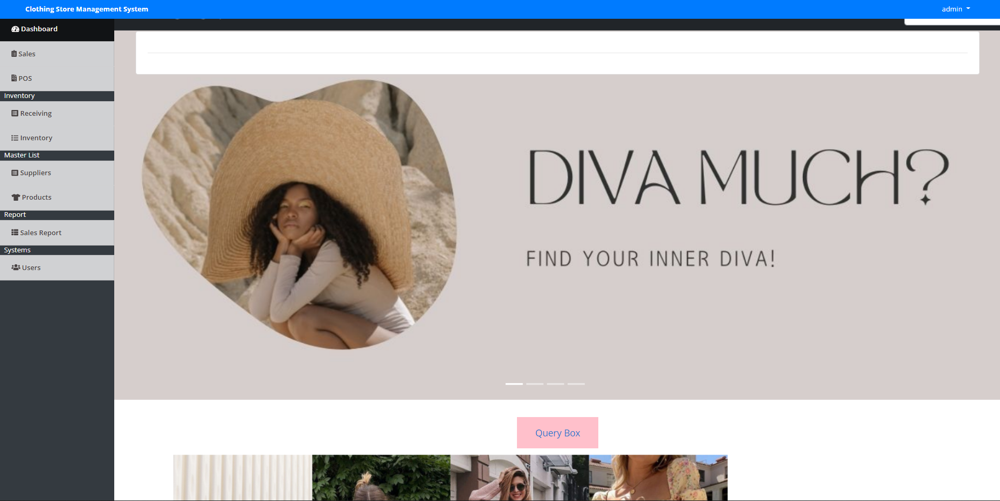 Clothing Store Management System
admin
Dashboard
Sales
POS
Inventory
Receiving
Inventory
Master List
Suppliers
Products
Report
Sales Report
Systems
Users
DIVA MUCH?
FIND YOUR INNER DIVA!
Query Box